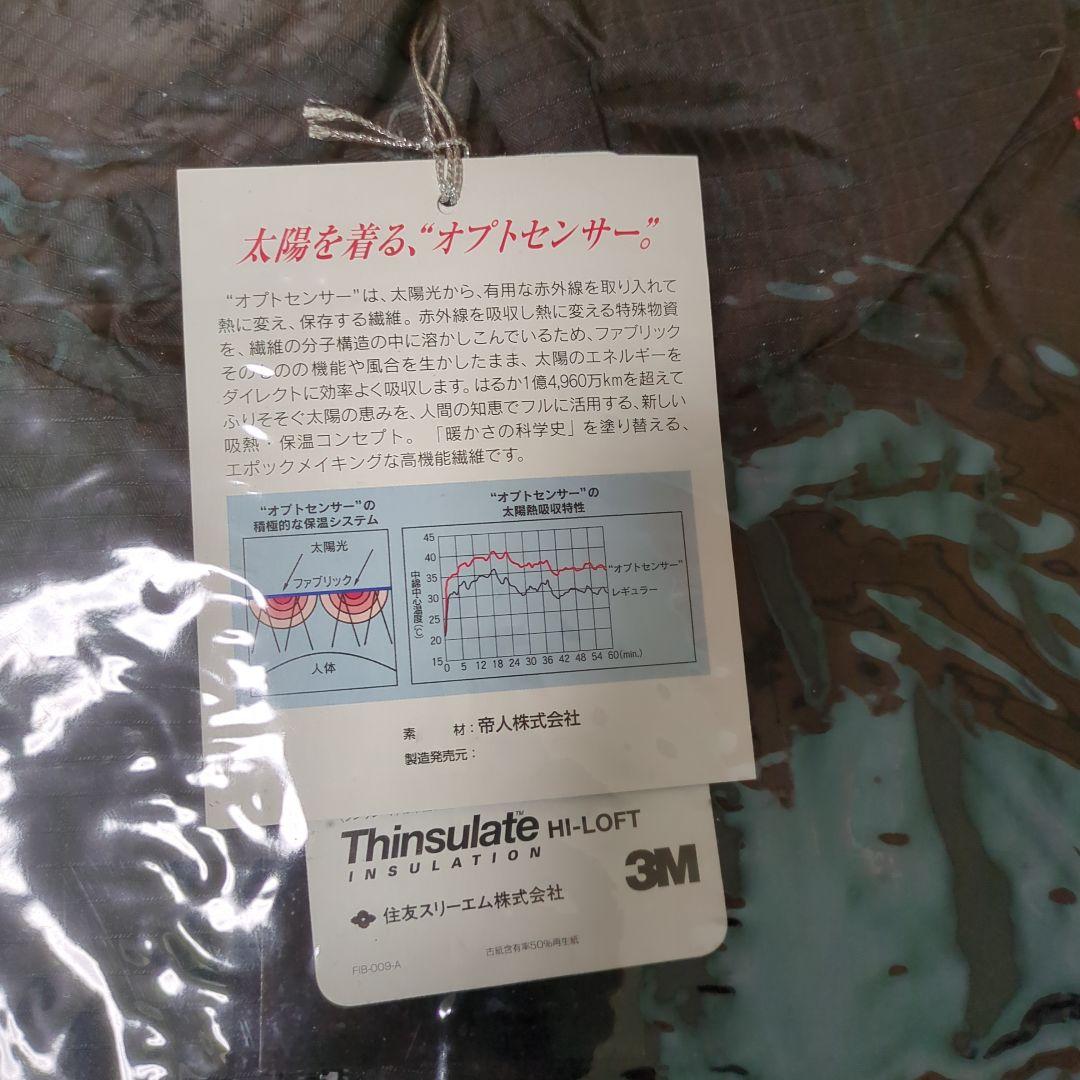 太陽を着る、“オプトセンサー。”
“オプトセンサー”は、太陽光から、有用な赤外線を取り入れて
熱に変え、保存する繊維。赤外線を吸収し熱に変える特殊物資
を、繊維の分子構造の中に溶かしこんでいるため、ファブリック
そのものの機能や風合を生かしたまま、太陽のエネルギーを
ダイレクトに効率よく吸収します。はるか1億4,960万kmを超えて
ふりそそぐ太陽の恵みを、人間の知恵でフルに活用する、新しい
吸熱・保温コンセプト。「暖かさの科学史」を塗り替える、
エポックメイキングな高機能繊維です。
“オプトセンサー”の
積極的な保温システム
太陽光
ファブリック
人体
“オプトセンサー”の
太陽熱吸収特性
中綿中心温度(℃)
45
40
35
30
25
20
15
0 5 12 18 24 30 36 42 48 54 60(min.)
“オプトセンサー”
レギュラー
素 材：帝人株式会社
製造発売元：
Thinsulate™ HI-LOFT
INSULATION
3M
住友スリーエム株式会社
古紙含有率50%再生紙
FIB-009-A